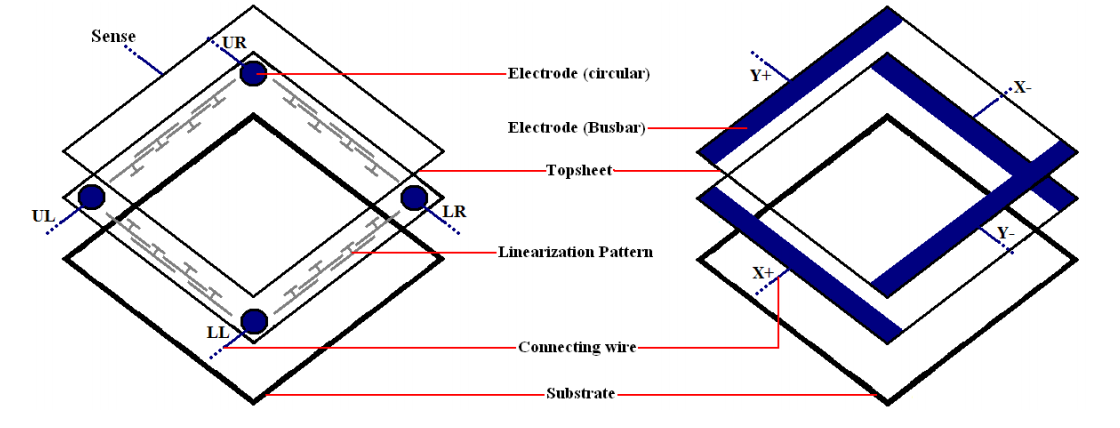 Sense
UR
Electrode (circular)
Y+
X-
Electrode (Busbar)
Topsheet
UL
LR
Y-
Linearization Pattern
X+
LL
Connecting wire
Substrate